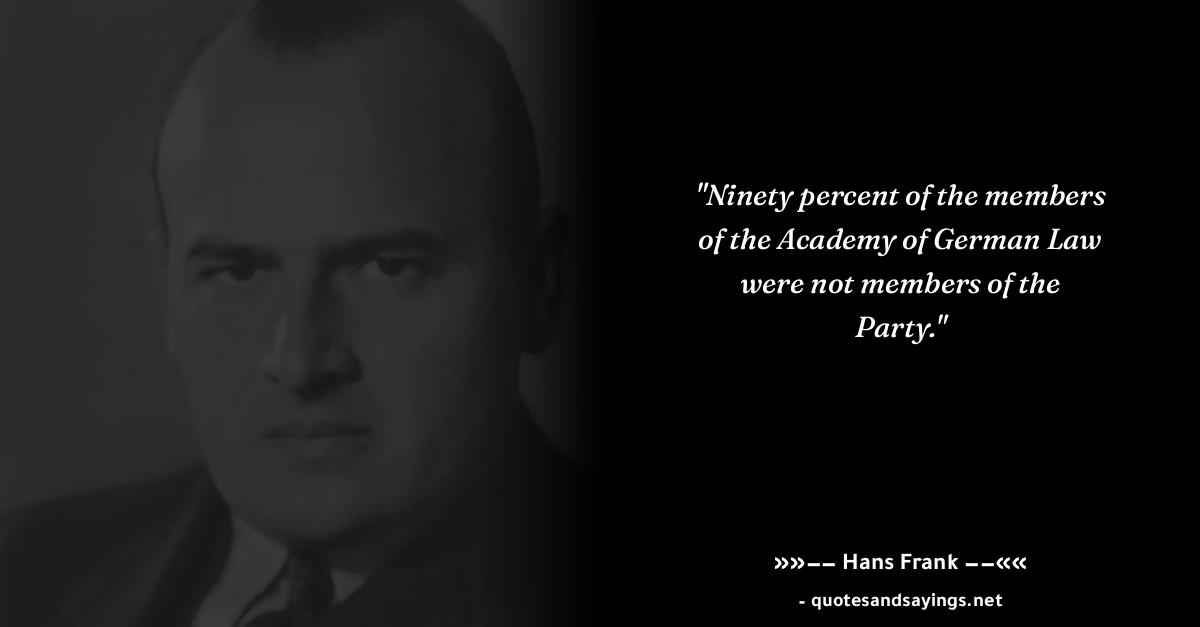 "Ninety percent of the members
of the Academy of German Law
were not members of the
Party."
»»–– Hans Frank ––««
- quotesandsayings.net